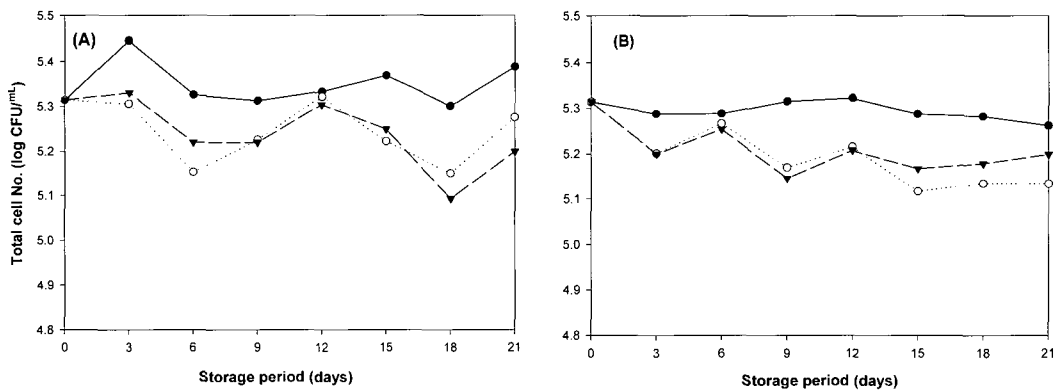 (A)
Total cell No. (log CFU/mL)
5.5
5.4
5.3
5.2
5.1
5.0
4.9
4.8
0 3 6 9 12 15 18 21
Storage period (days)
(B)
5.5
5.4
5.3
5.2
5.1
5.0
4.9
4.8
0 3 6 9 12 15 18 21
Storage period (days)